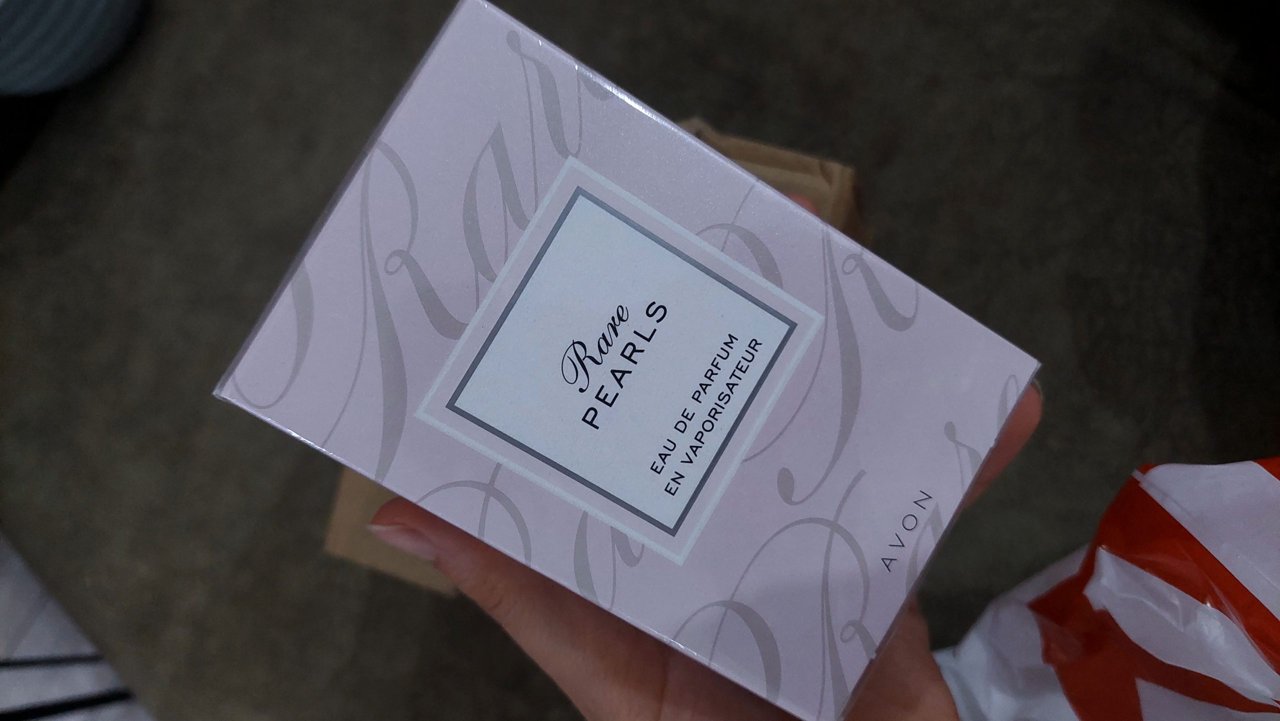 Rare
PEARLS
EAU DE PARFUM
EN VAPORISATEUR
AVON